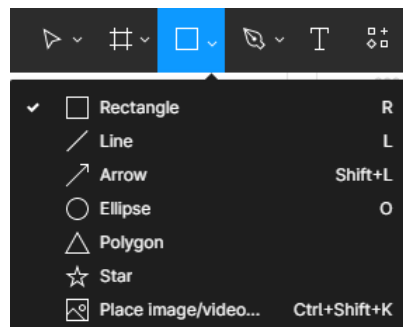 Rectangle R
Line L
Arrow Shift+L
Ellipse O
Polygon
Star
Place image/video... Ctrl+Shift+K